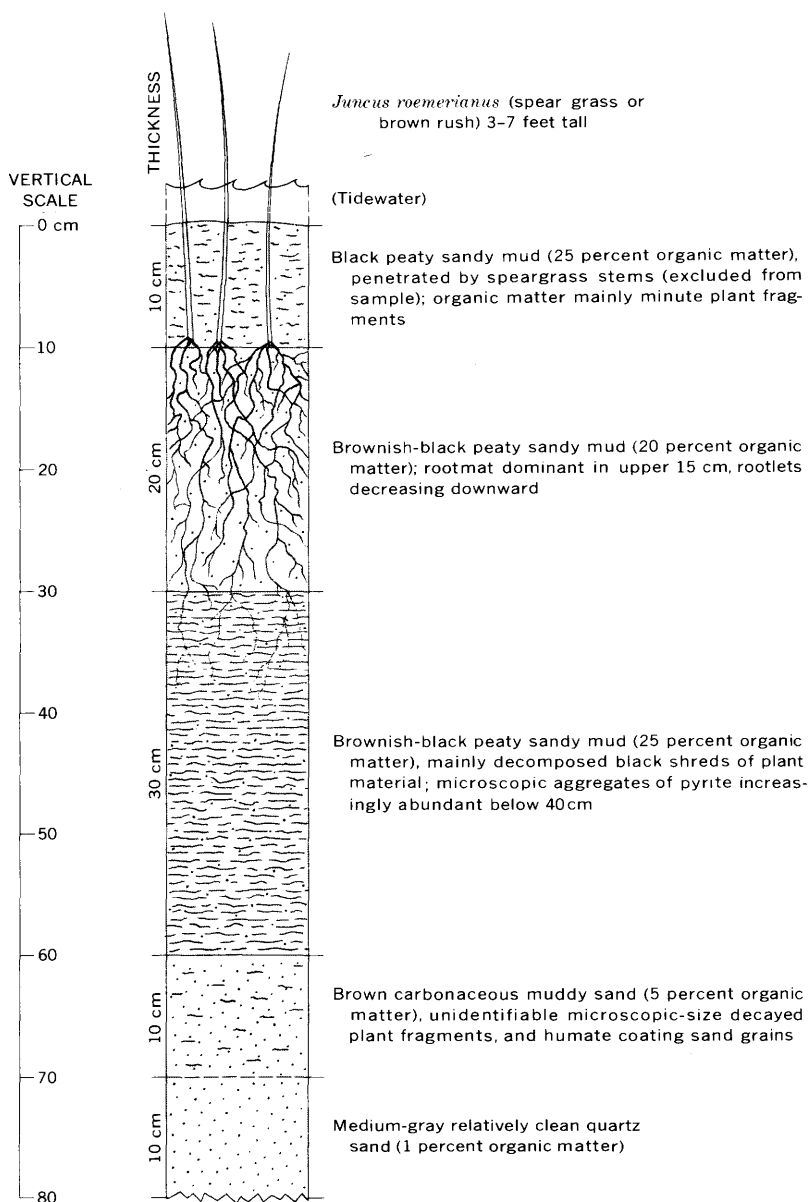 Juncus roemerianus (spear grass or
brown rush) 3-7 feet tall
THICKNESS
VERTICAL
SCALE
(Tidewater)
0 cm
10 cm
Black peaty sandy mud (25 percent organic matter),
penetrated by speargrass stems (excluded from
sample); organic matter mainly minute plant frag-
ments
10
20 cm
Brownish-black peaty sandy mud (20 percent organic
matter); rootmat dominant in upper 15 cm, rootlets
decreasing downward
20
30
40
30 cm
Brownish-black peaty sandy mud (25 percent organic
matter), mainly decomposed black shreds of plant
material; microscopic aggregates of pyrite increas-
ingly abundant below 40cm
50
60
10 cm
Brown carbonaceous muddy sand (5 percent organic
matter), unidentifiable microscopic-size decayed
plant fragments, and humate coating sand grains
70
10 cm
Medium-gray relatively clean quartz
sand (1 percent organic matter)
80